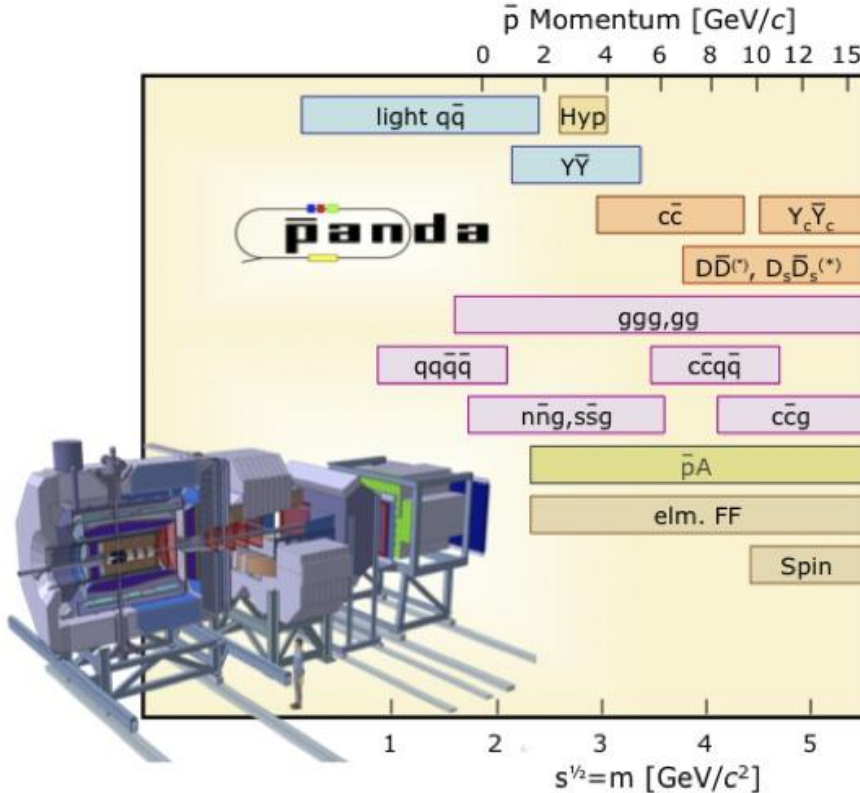 p̄ Momentum [GeV/c]
0 2 4 6 8 10 12 15
light qq̄
Hyp
YȲ
cc̄
Y_cȲ_c
p̄anda
DD̄⁽*⁾, D_sD̄_s⁽*⁾
ggg,gg
qqq̄q̄
cc̄qq̄
nn̄g,ss̄g
cc̄g
p̄A
elm. FF
Spin
1 2 3 4 5
s^½=m [GeV/c²]